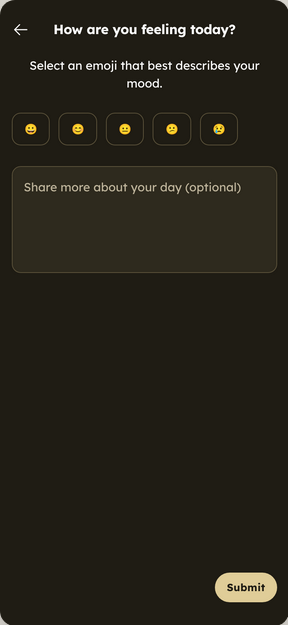 How are you feeling today?
Select an emoji that best describes your
mood.
😀 😊 😐 😕 😢
Share more about your day (optional)
Submit